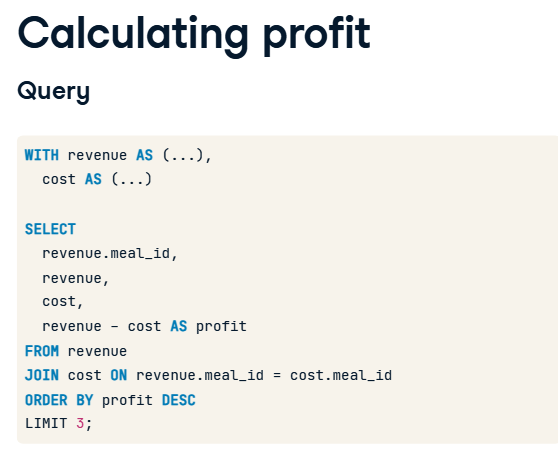 Calculating profit
Query
WITH revenue AS (...),
  cost AS (...)
SELECT
  revenue.meal_id,
  revenue,
  cost,
  revenue - cost AS profit
FROM revenue
JOIN cost ON revenue.meal_id = cost.meal_id
ORDER BY profit DESC
LIMIT 3;